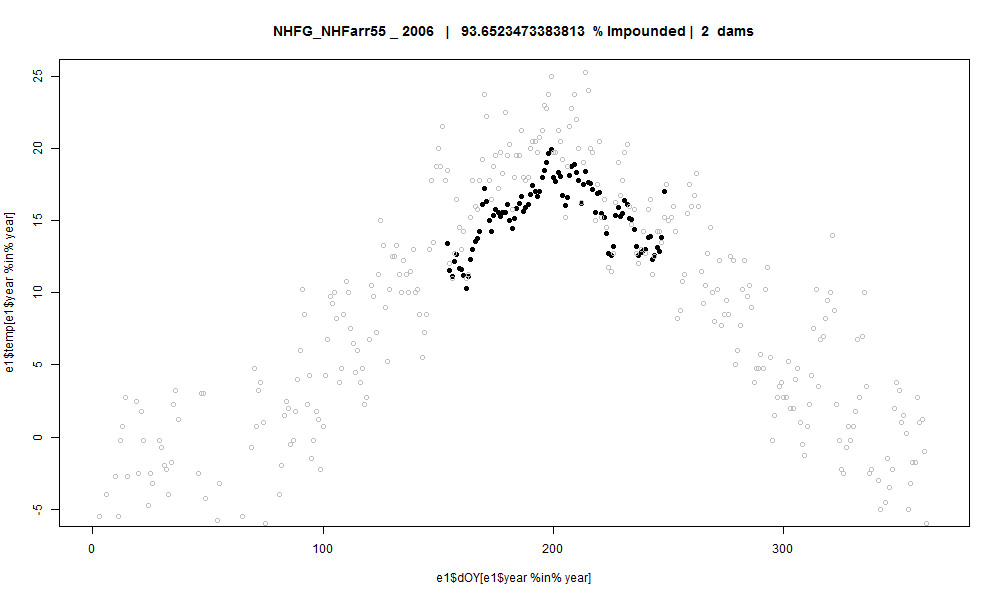 NHFG_NHFarr55 _ 2006 | 93.6523473383813 % Impounded | 2 dams
e1$temp[e1$year %in% year]
25
20
15
10
5
0
-5
0 100 200 300
e1$dOY[e1$year %in% year]